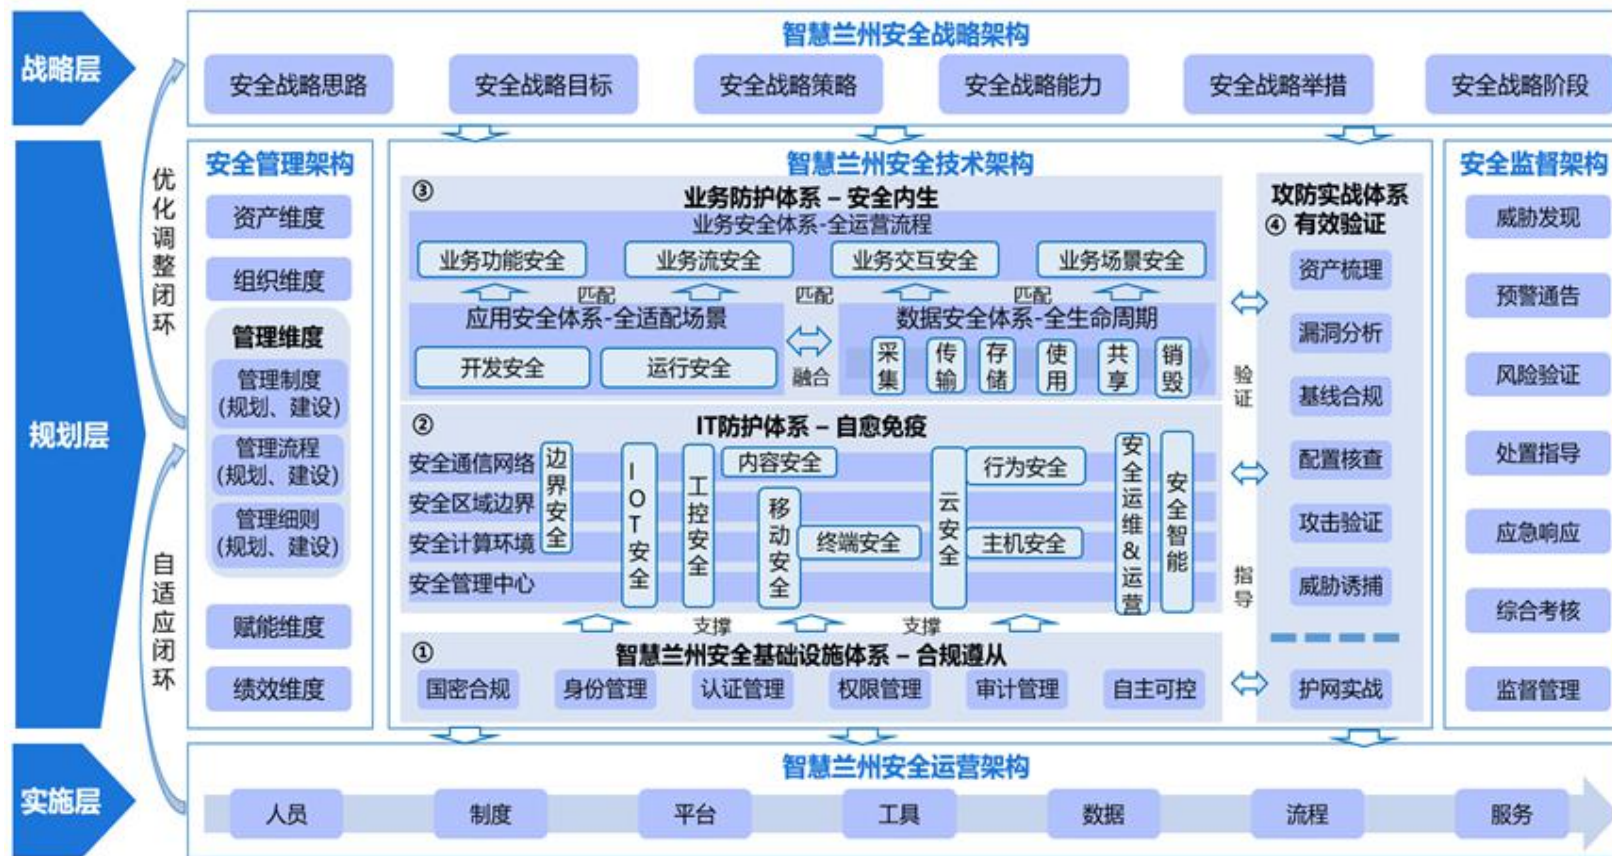 战略层
智慧兰州安全战略架构
安全战略思路
安全战略目标
安全战略策略
安全战略能力
安全战略举措
安全战略阶段
优化调整闭环
自适应闭环
规划层
安全管理架构
资产维度
组织维度
管理维度
管理制度
(规划、建设)
管理流程
(规划、建设)
管理细则
(规划、建设)
赋能维度
绩效维度
智慧兰州安全技术架构
③
业务防护体系 – 安全内生
业务安全体系-全运营流程
业务功能安全
业务流安全
业务交互安全
业务场景安全
匹配
匹配
匹配
应用安全体系-全适配场景
开发安全
运行安全
融合
数据安全体系-全生命周期
采集
传输
存储
使用
共享
销毁
②
IT防护体系 – 自愈免疫
安全通信网络
安全区域边界
安全计算环境
安全管理中心
边界安全
IOT安全
工控安全
内容安全
移动安全
终端安全
云安全
行为安全
主机安全
安全运维&运营
安全智能
支撑
支撑
①
智慧兰州安全基础设施体系 – 合规遵从
国密合规
身份管理
认证管理
权限管理
审计管理
自主可控
验证
指导
攻防实战体系
④ 有效验证
资产梳理
漏洞分析
基线合规
配置核查
攻击验证
威胁诱捕
护网实战
安全监督架构
威胁发现
预警通告
风险验证
处置指导
应急响应
综合考核
监督管理
实施层
智慧兰州安全运营架构
人员
制度
平台
工具
数据
流程
服务